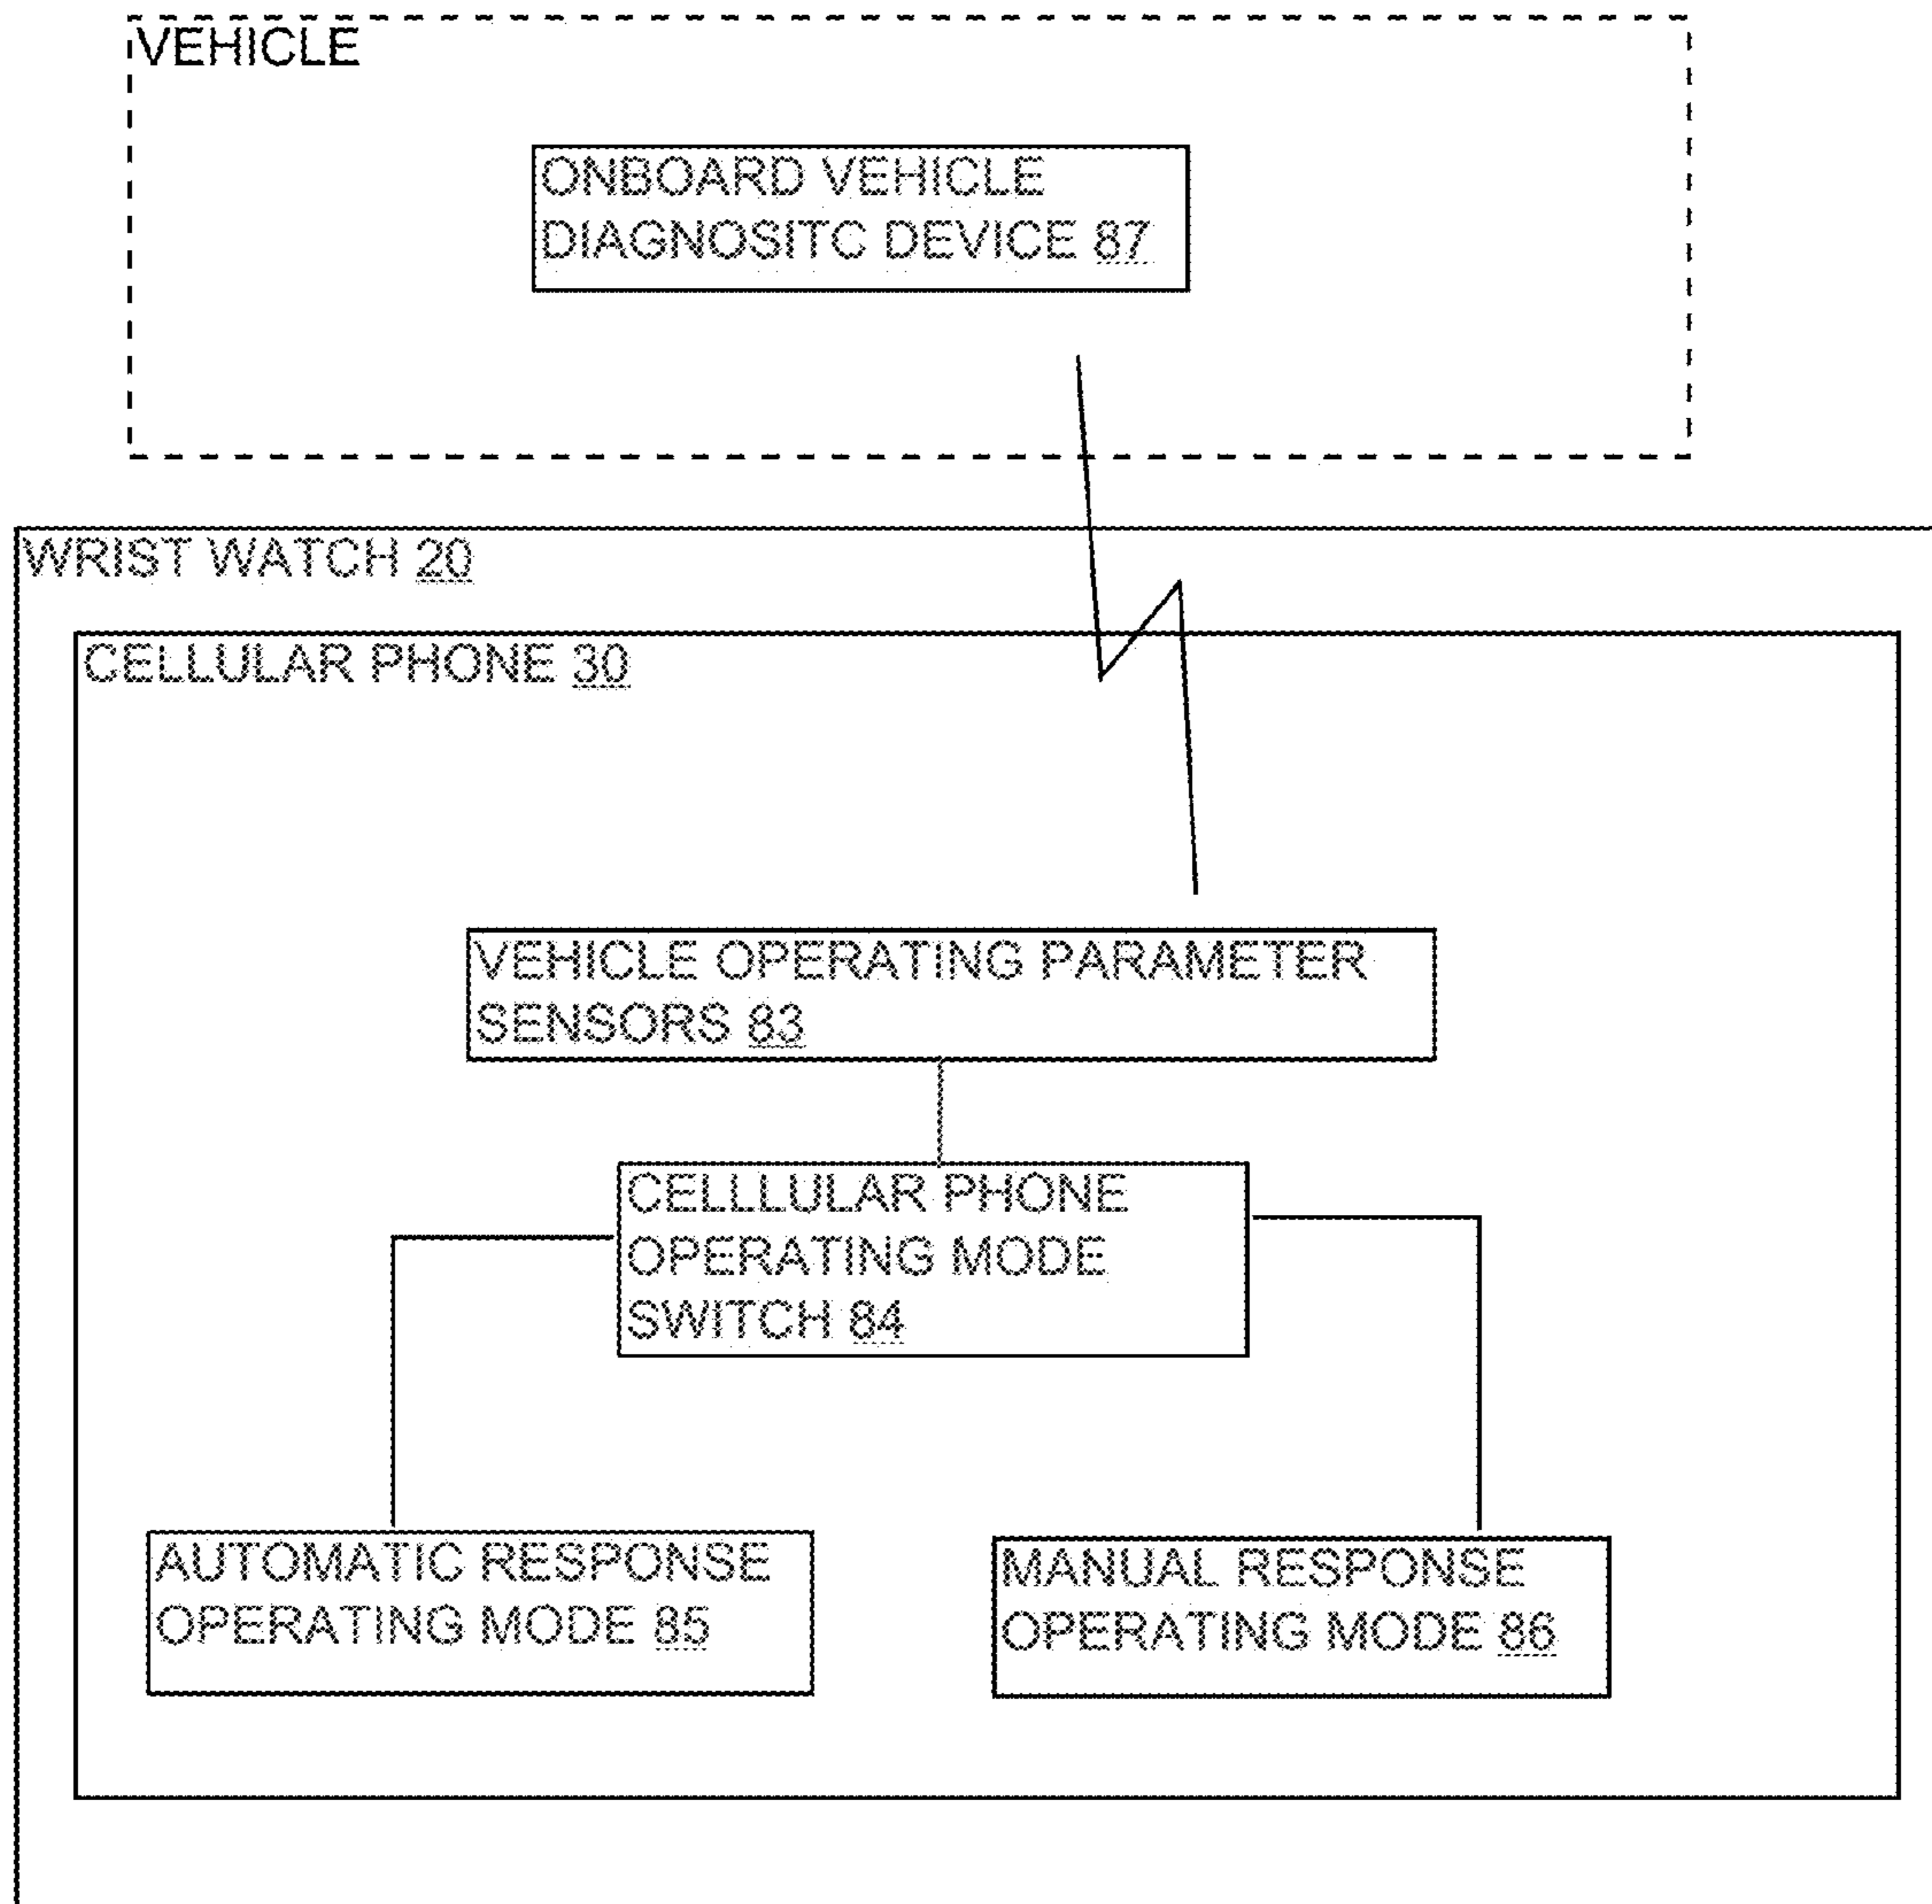 VEHICLE
ONBOARD VEHICLE
DIAGNOSITC DEVICE 87
WRIST WATCH 20
CELLULAR PHONE 30
VEHICLE OPERATING PARAMETER
SENSORS 83
CELLLULAR PHONE
OPERATING MODE
SWITCH 84
AUTOMATIC RESPONSE
OPERATING MODE 85
MANUAL RESPONSE
OPERATING MODE 86